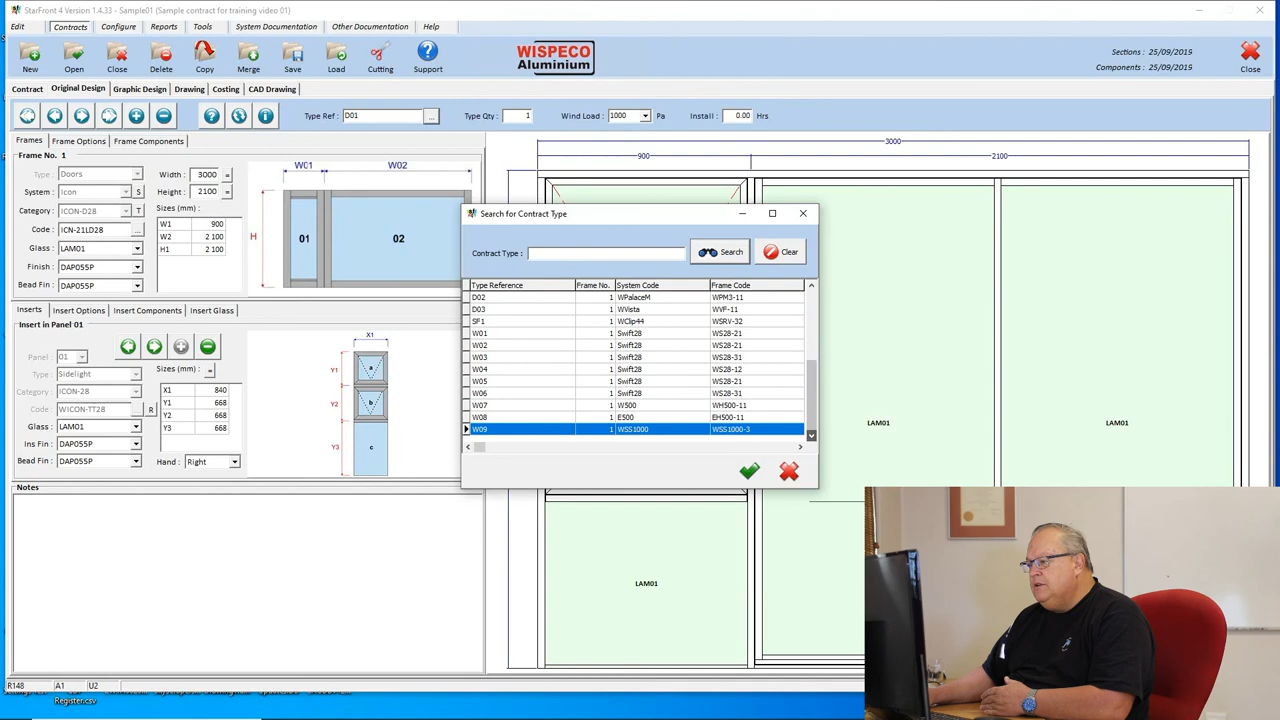 StarFront 4 Version 1.4.33 - Sample01 (Sample contract for training video 01)
Edit Contracts Configure Reports Tools System Documentation Other Documentation Help
New Open Close Delete Copy Merge Save Load Cutting Support
WISPECO
Aluminium
Sections : 25/09/2019
Components : 25/09/2019
Close
Contract Original Design Graphic Design Drawing Costing CAD Drawing
Type Ref : D01 ... Type Qty : 1 Wind Load : 1000 Pa Install : 0.00 Hrs
Frames Frame Options Frame Components
Frame No. 1
Type : Doors Width : 3000 =
System : Icon S Height : 2100 =
Category : ICON-D28 T Sizes (mm) :
Code : ICN-21LD28 ...
Glass : LAM01
Finish : DAP055P
Bead Fin : DAP055P
W1 900
W2 2 100
H1 2 100
W01 W02
H 01 02
Inserts Insert Options Insert Components Insert Glass
Insert in Panel 01
Panel : 01 Sizes (mm) : =
Type : Sidelight
Category : ICON-28
Code : WICON-TT28 R
Glass : LAM01
Ins Fin : DAP055P
Bead Fin : DAP055P Hand : Right
X1 840
Y1 668
Y2 668
Y3 668
X1
Y1 a
Y2 b
Y3 c
Notes
3000
900 2100
LAM01 LAM01
LAM01
Search for Contract Type
Contract Type : Search Clear
Type Reference Frame No. System Code Frame Code
D02 1 WPalaceM WPM3-11
D03 1 WVista WVF-11
SF1 1 WClip44 WSRV-32
W01 1 Swift28 WS28-21
W02 1 Swift28 WS28-21
W03 1 Swift28 WS28-31
W04 1 Swift28 WS28-12
W05 1 Swift28 WS28-21
W06 1 Swift28 WS28-31
W07 1 W500 WH500-11
W08 1 E500 EH500-11
W09 1 WSS1000 WSS1000-3
R148 A1 U2
Register.csv